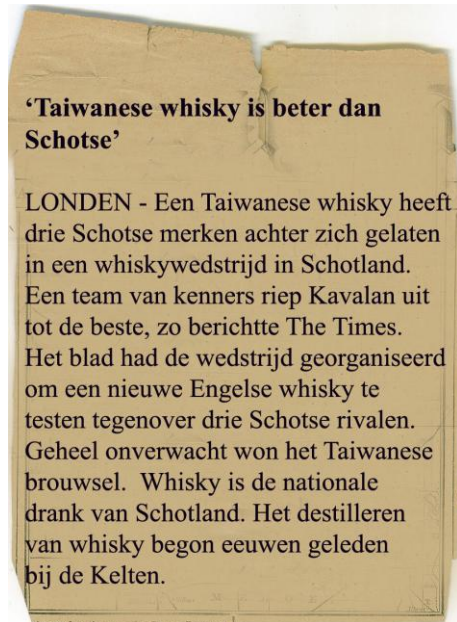 ‘Taiwanese whisky is beter dan
Schotse’
LONDEN - Een Taiwanese whisky heeft
drie Schotse merken achter zich gelaten
in een whiskywedstrijd in Schotland.
Een team van kenners riep Kavalan uit
tot de beste, zo berichtte The Times.
Het blad had de wedstrijd georganiseerd
om een nieuwe Engelse whisky te
testen tegenover drie Schotse rivalen.
Geheel onverwacht won het Taiwanese
brouwsel.  Whisky is de nationale
drank van Schotland. Het destilleren
van whisky begon eeuwen geleden
bij de Kelten.